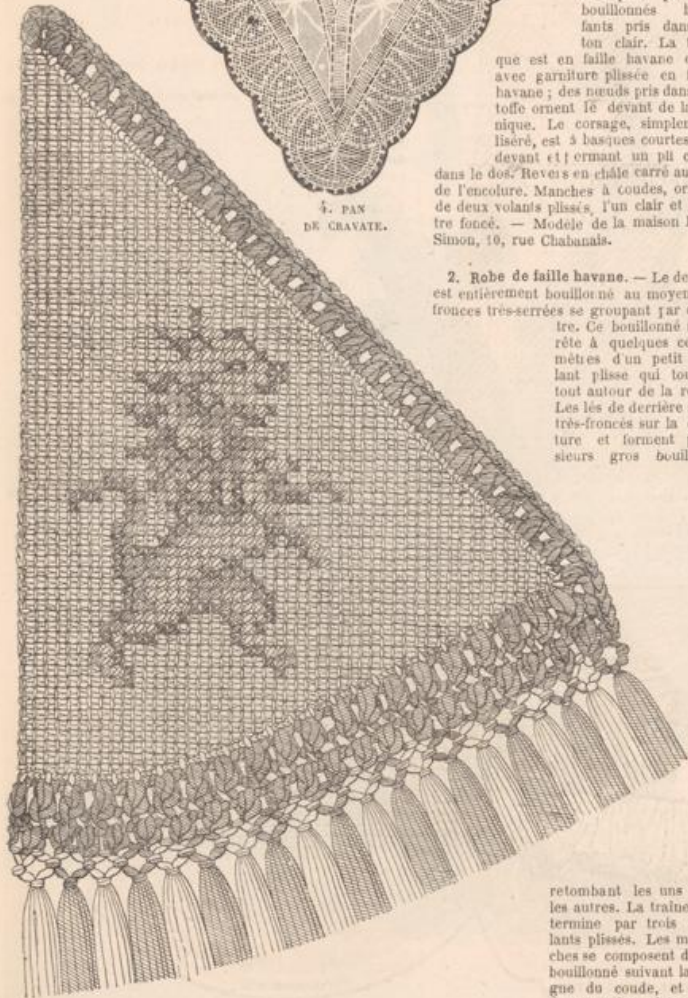 bouillonnés
fants pris dan
ton clair. La
que est en faille havane
avec garniture plissée en
havane ; des nœuds pris dans
toffe ornent le devant de la
nique. Le corsage, simplem
liséré, est à basques courtes
devant et formant un pli
dans le dos. Revers en châle carré au
de l'encolure. Manches à coudes, or
de deux volants plissés, l'un clair et
tre foncé. — Modèle de la maison
Simon, 10, rue Chabanais.
4. PAN
DE CRAVATE.
2. Robe de faille havane. — Le de
est entièrement bouillonné au moyen
fronces très-serrées se groupant par
tre. Ce bouillonné
rête à quelques ce
mètres d'un petit
lant plisse qui tou
tout autour de la r
Les lés de derrière
très-froncés sur la
ture et forment
sieurs gros bouil
retombant les uns
les autres. La traîne
termine par trois
lants plissés. Les m
ches se composent d
bouillonné suivant la
gne du coude, et